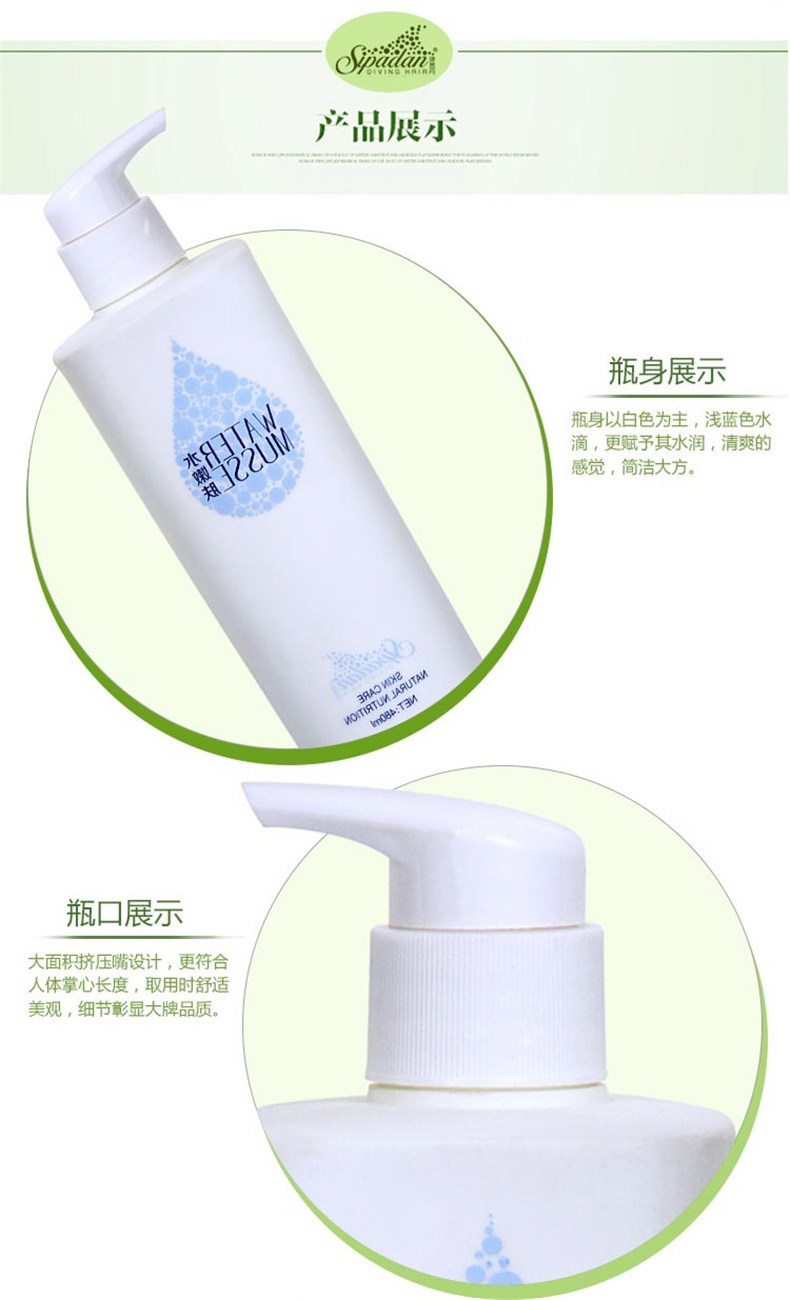 Sipadan
DIVING HAIR
产品展示
瓶身展示
瓶身以白色为主，浅蓝色水
滴，更赋予其水润，清爽的
感觉，简洁大方。
WATER 水
MUSSE 嫩
肤
Sipadan
SKIN CARE
NATURAL NUTRITION
NET:480ml
瓶口展示
大面积挤压嘴设计，更符合
人体掌心长度，取用时舒适
美观，细节彰显大牌品质。